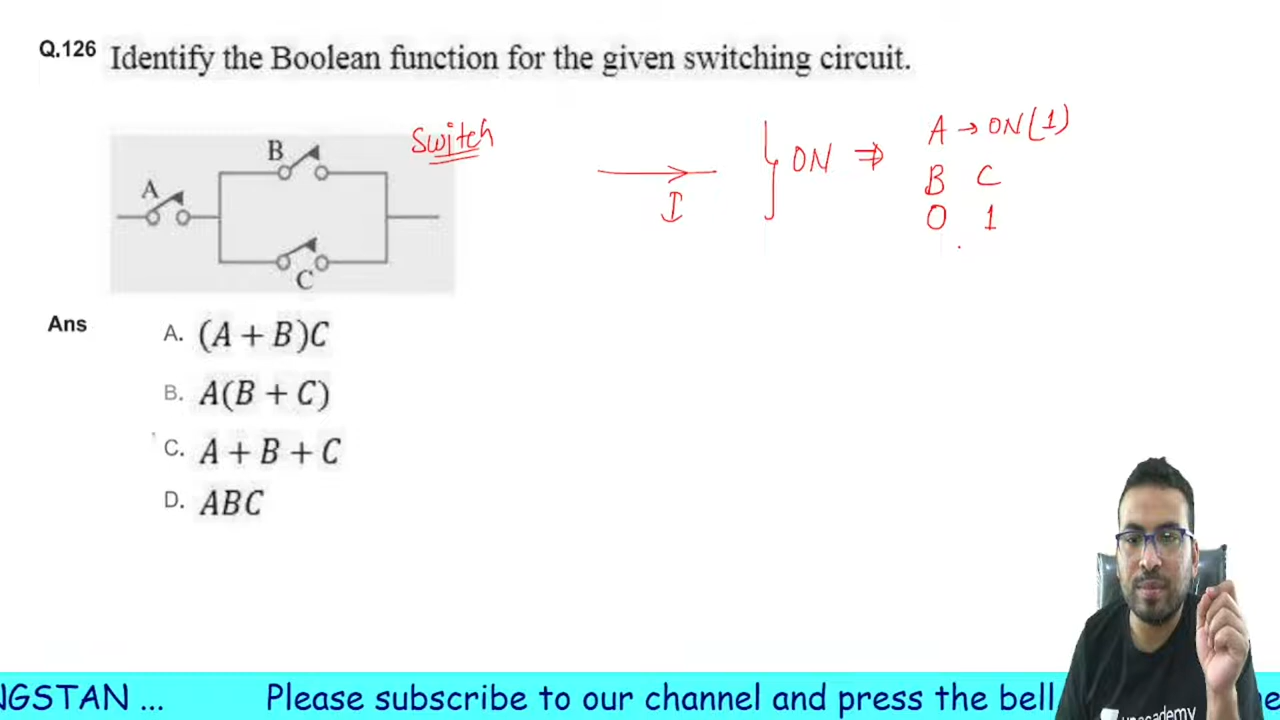 Q.126 Identify the Boolean function for the given switching circuit.
Switch
A → ON(1)
ON ⇒
B C
0 1
I
B
A
C
Ans
A. (A + B)C
B. A(B + C)
C. A + B + C
D. ABC
NGSTAN ... Please subscribe to our channel and press the bell